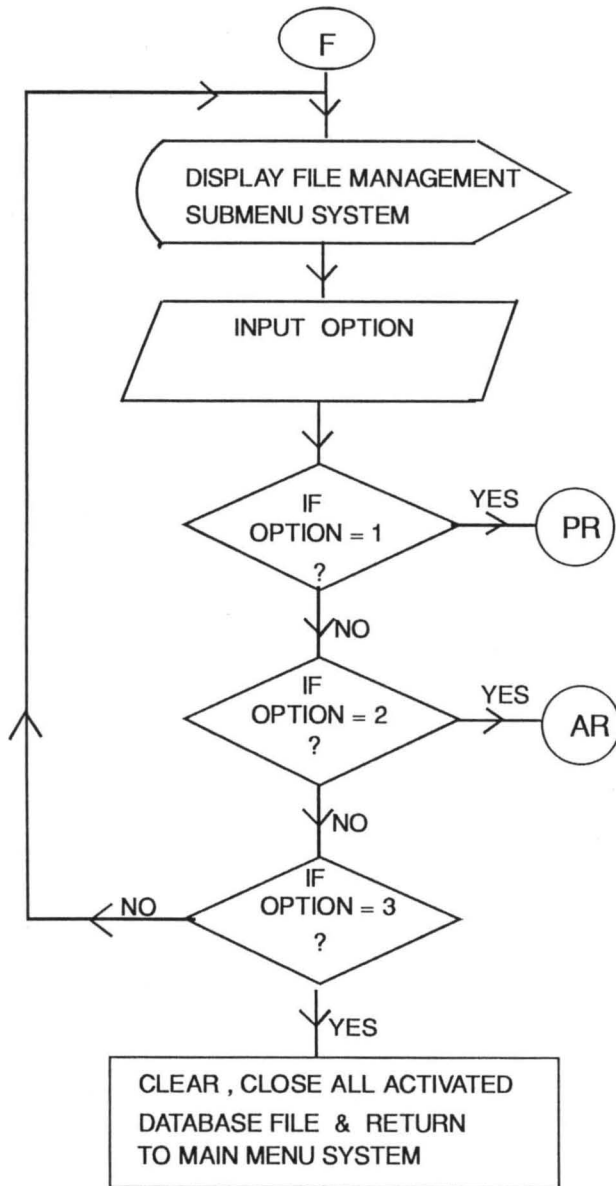 F
DISPLAY FILE MANAGEMENT
SUBMENU SYSTEM
INPUT OPTION
IF
OPTION = 1
?
YES
PR
NO
IF
OPTION = 2
?
YES
AR
NO
IF
OPTION = 3
?
NO
YES
CLEAR , CLOSE ALL ACTIVATED
DATABASE FILE & RETURN
TO MAIN MENU SYSTEM